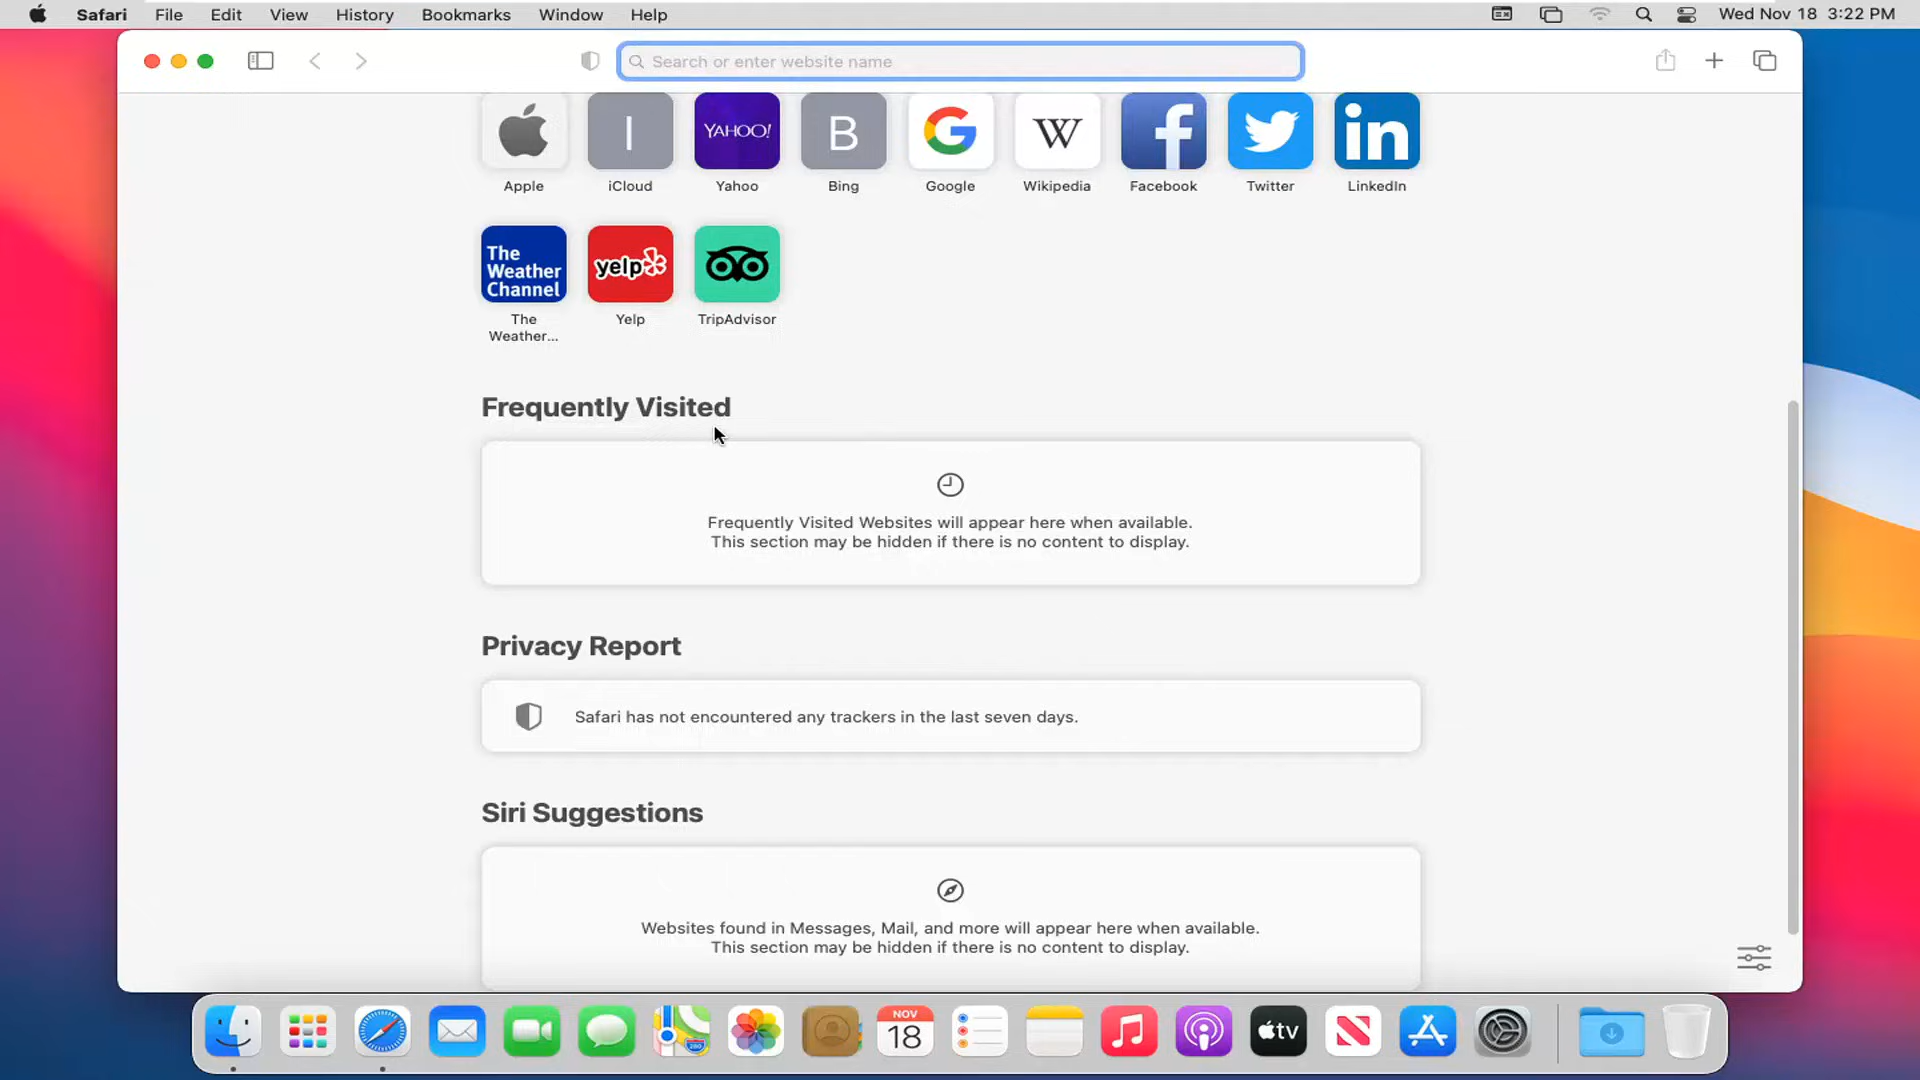 Safari File Edit View History Bookmarks Window Help Wed Nov 18 3:22 PM
Search or enter website name
I YAHOO! B G W f in
Apple iCloud Yahoo Bing Google Wikipedia Facebook Twitter LinkedIn
The
Weather
Channel
yelp
The
Weather...
Yelp TripAdvisor
Frequently Visited
Frequently Visited Websites will appear here when available.
This section may be hidden if there is no content to display.
Privacy Report
Safari has not encountered any trackers in the last seven days.
Siri Suggestions
Websites found in Messages, Mail, and more will appear here when available.
This section may be hidden if there is no content to display.
NOV
18
tv
280